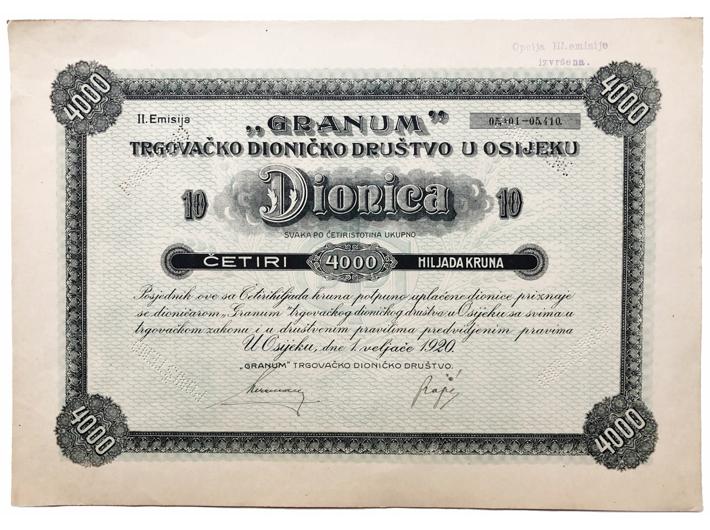 Opcija III.emisije
izvršena.
4000
4000
II. Emisija
05401-05410
„GRANUM”
TRGOVAČKO DIONIČKO DRUŠTVO U OSIJEKU
10 Dionica 10
SVAKA PO ČETIRISTOTINA UKUPNO
ČETIRI 4000 HILJADA KRUNA
Posjednik ove sa Četirihiljada kruna potpuno uplaćene dionice priznaje
se dioničarom „Granum” trgovačkog dioničkog društva u Osijeku sa svima u
trgovačkom zakonu i u društvenim pravilima predvidjenim pravima
U Osijeku, dne 1. veljače 1920.
„GRANUM” TRGOVAČKO DIONIČKO DRUŠTVO.
4000
4000